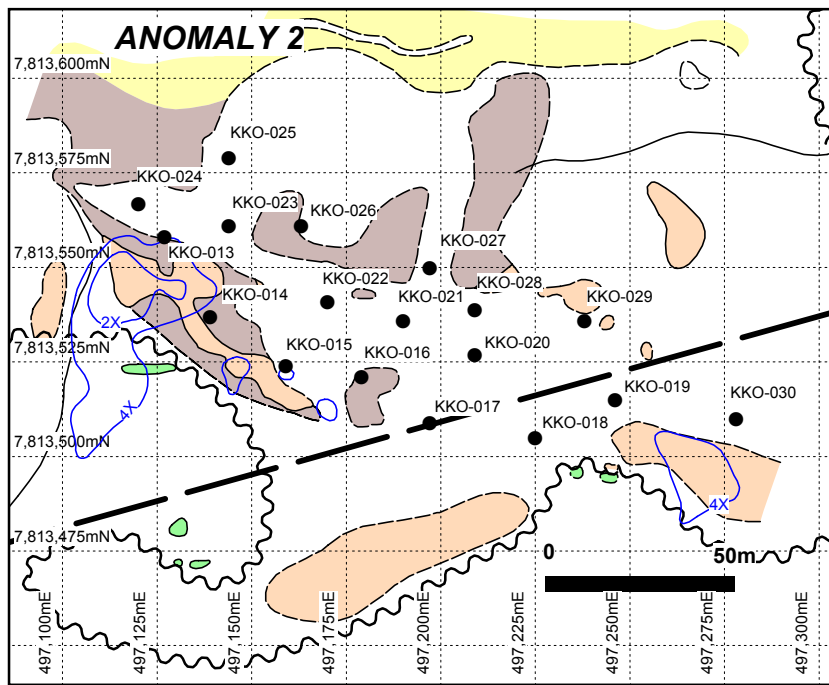 ANOMALY 2
7,813,600mN
KKO-025
7,813,575mN
KKO-024
KKO-023
KKO-026
KKO-027
KKO-013
7,813,550mN
KKO-022
KKO-028
KKO-014
KKO-021
KKO-029
2X
7,813,525mN
KKO-015
KKO-016
KKO-020
KKO-019
KKO-030
4X
KKO-017
KKO-018
7,813,500mN
4X
7,813,475mN
0
50m
497.100mE
497.125mE
497.150mE
497.175mE
497.200mE
497.225mE
497.250mE
497.275mE
497.300mE